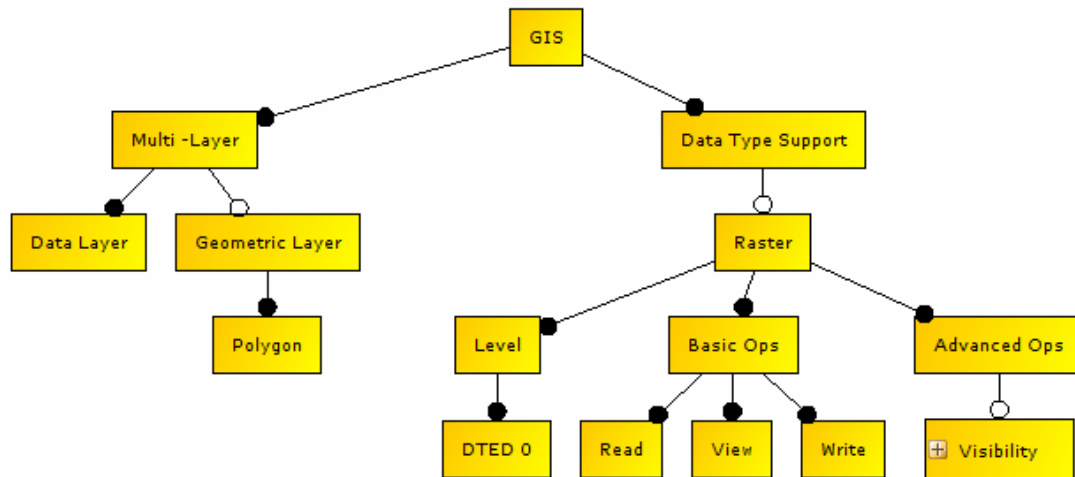 GIS
Multi -Layer
Data Type Support
Data Layer
Geometric Layer
Raster
Polygon
Level
Basic Ops
Advanced Ops
DTED 0
Read
View
Write
Visibility